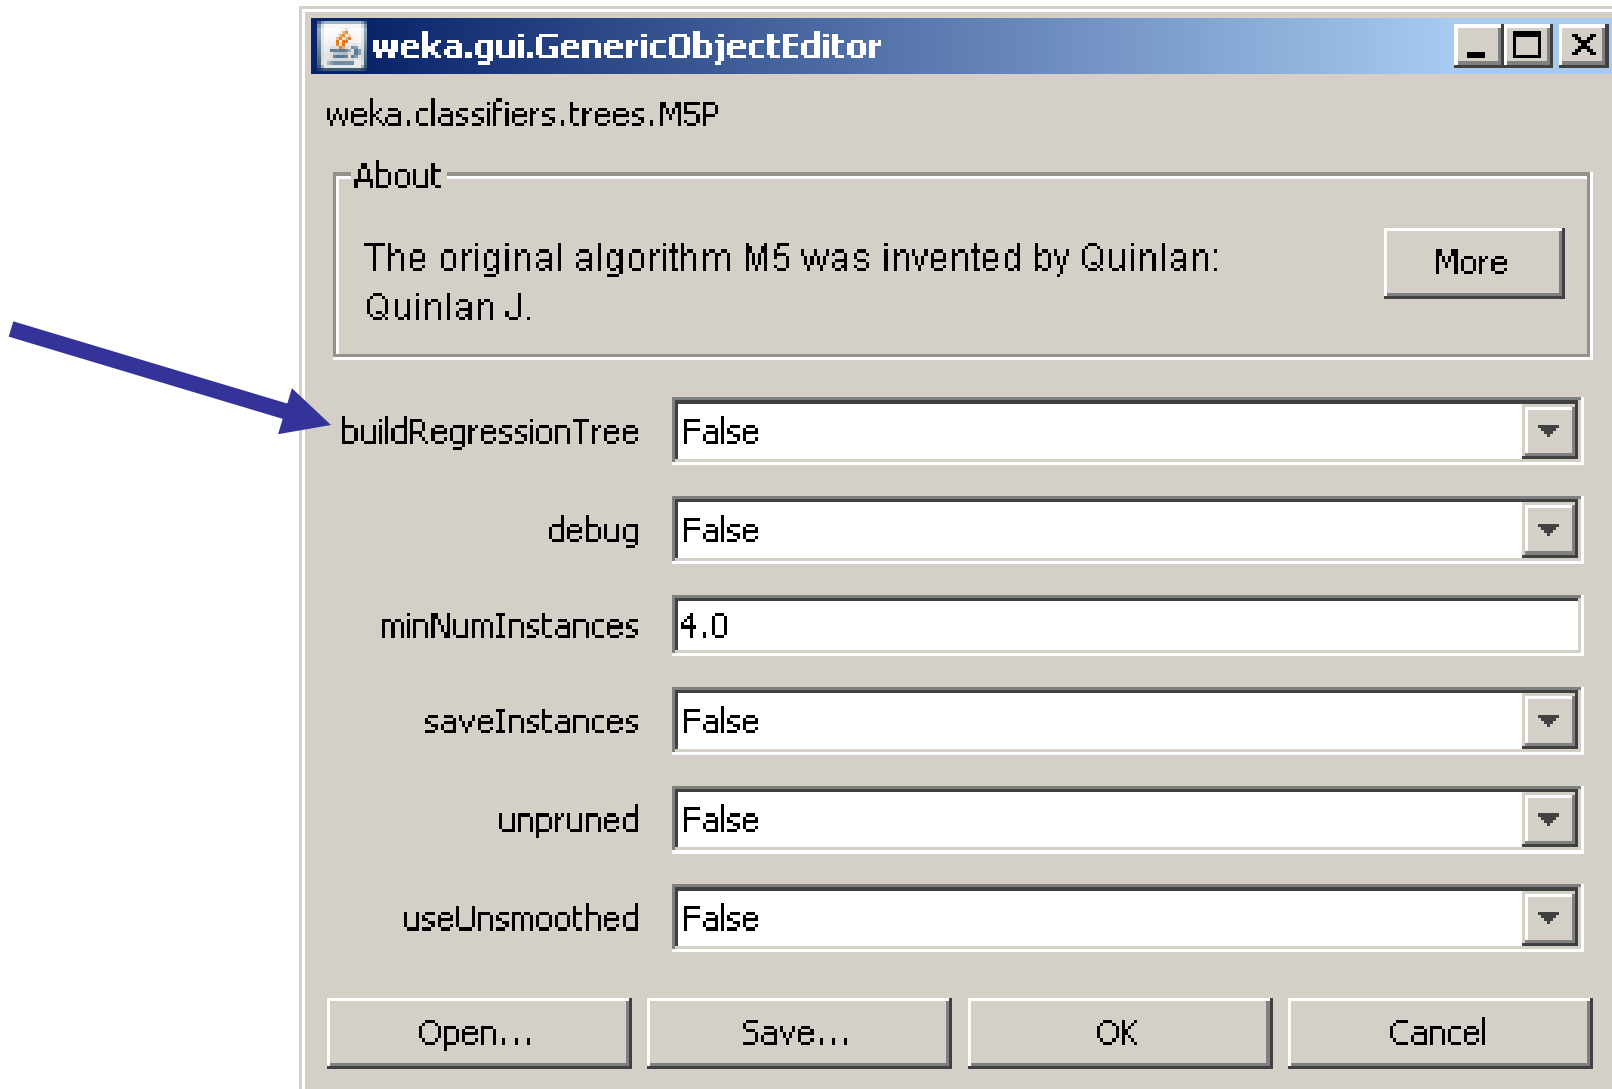 weka.gui.GenericObjectEditor
weka.classifiers.trees.M5P
About
The original algorithm M5 was invented by Quinlan:
Quinlan J.
More
buildRegressionTree False
debug False
minNumInstances 4.0
saveInstances False
unpruned False
useUnsmoothed False
Open... Save... OK Cancel